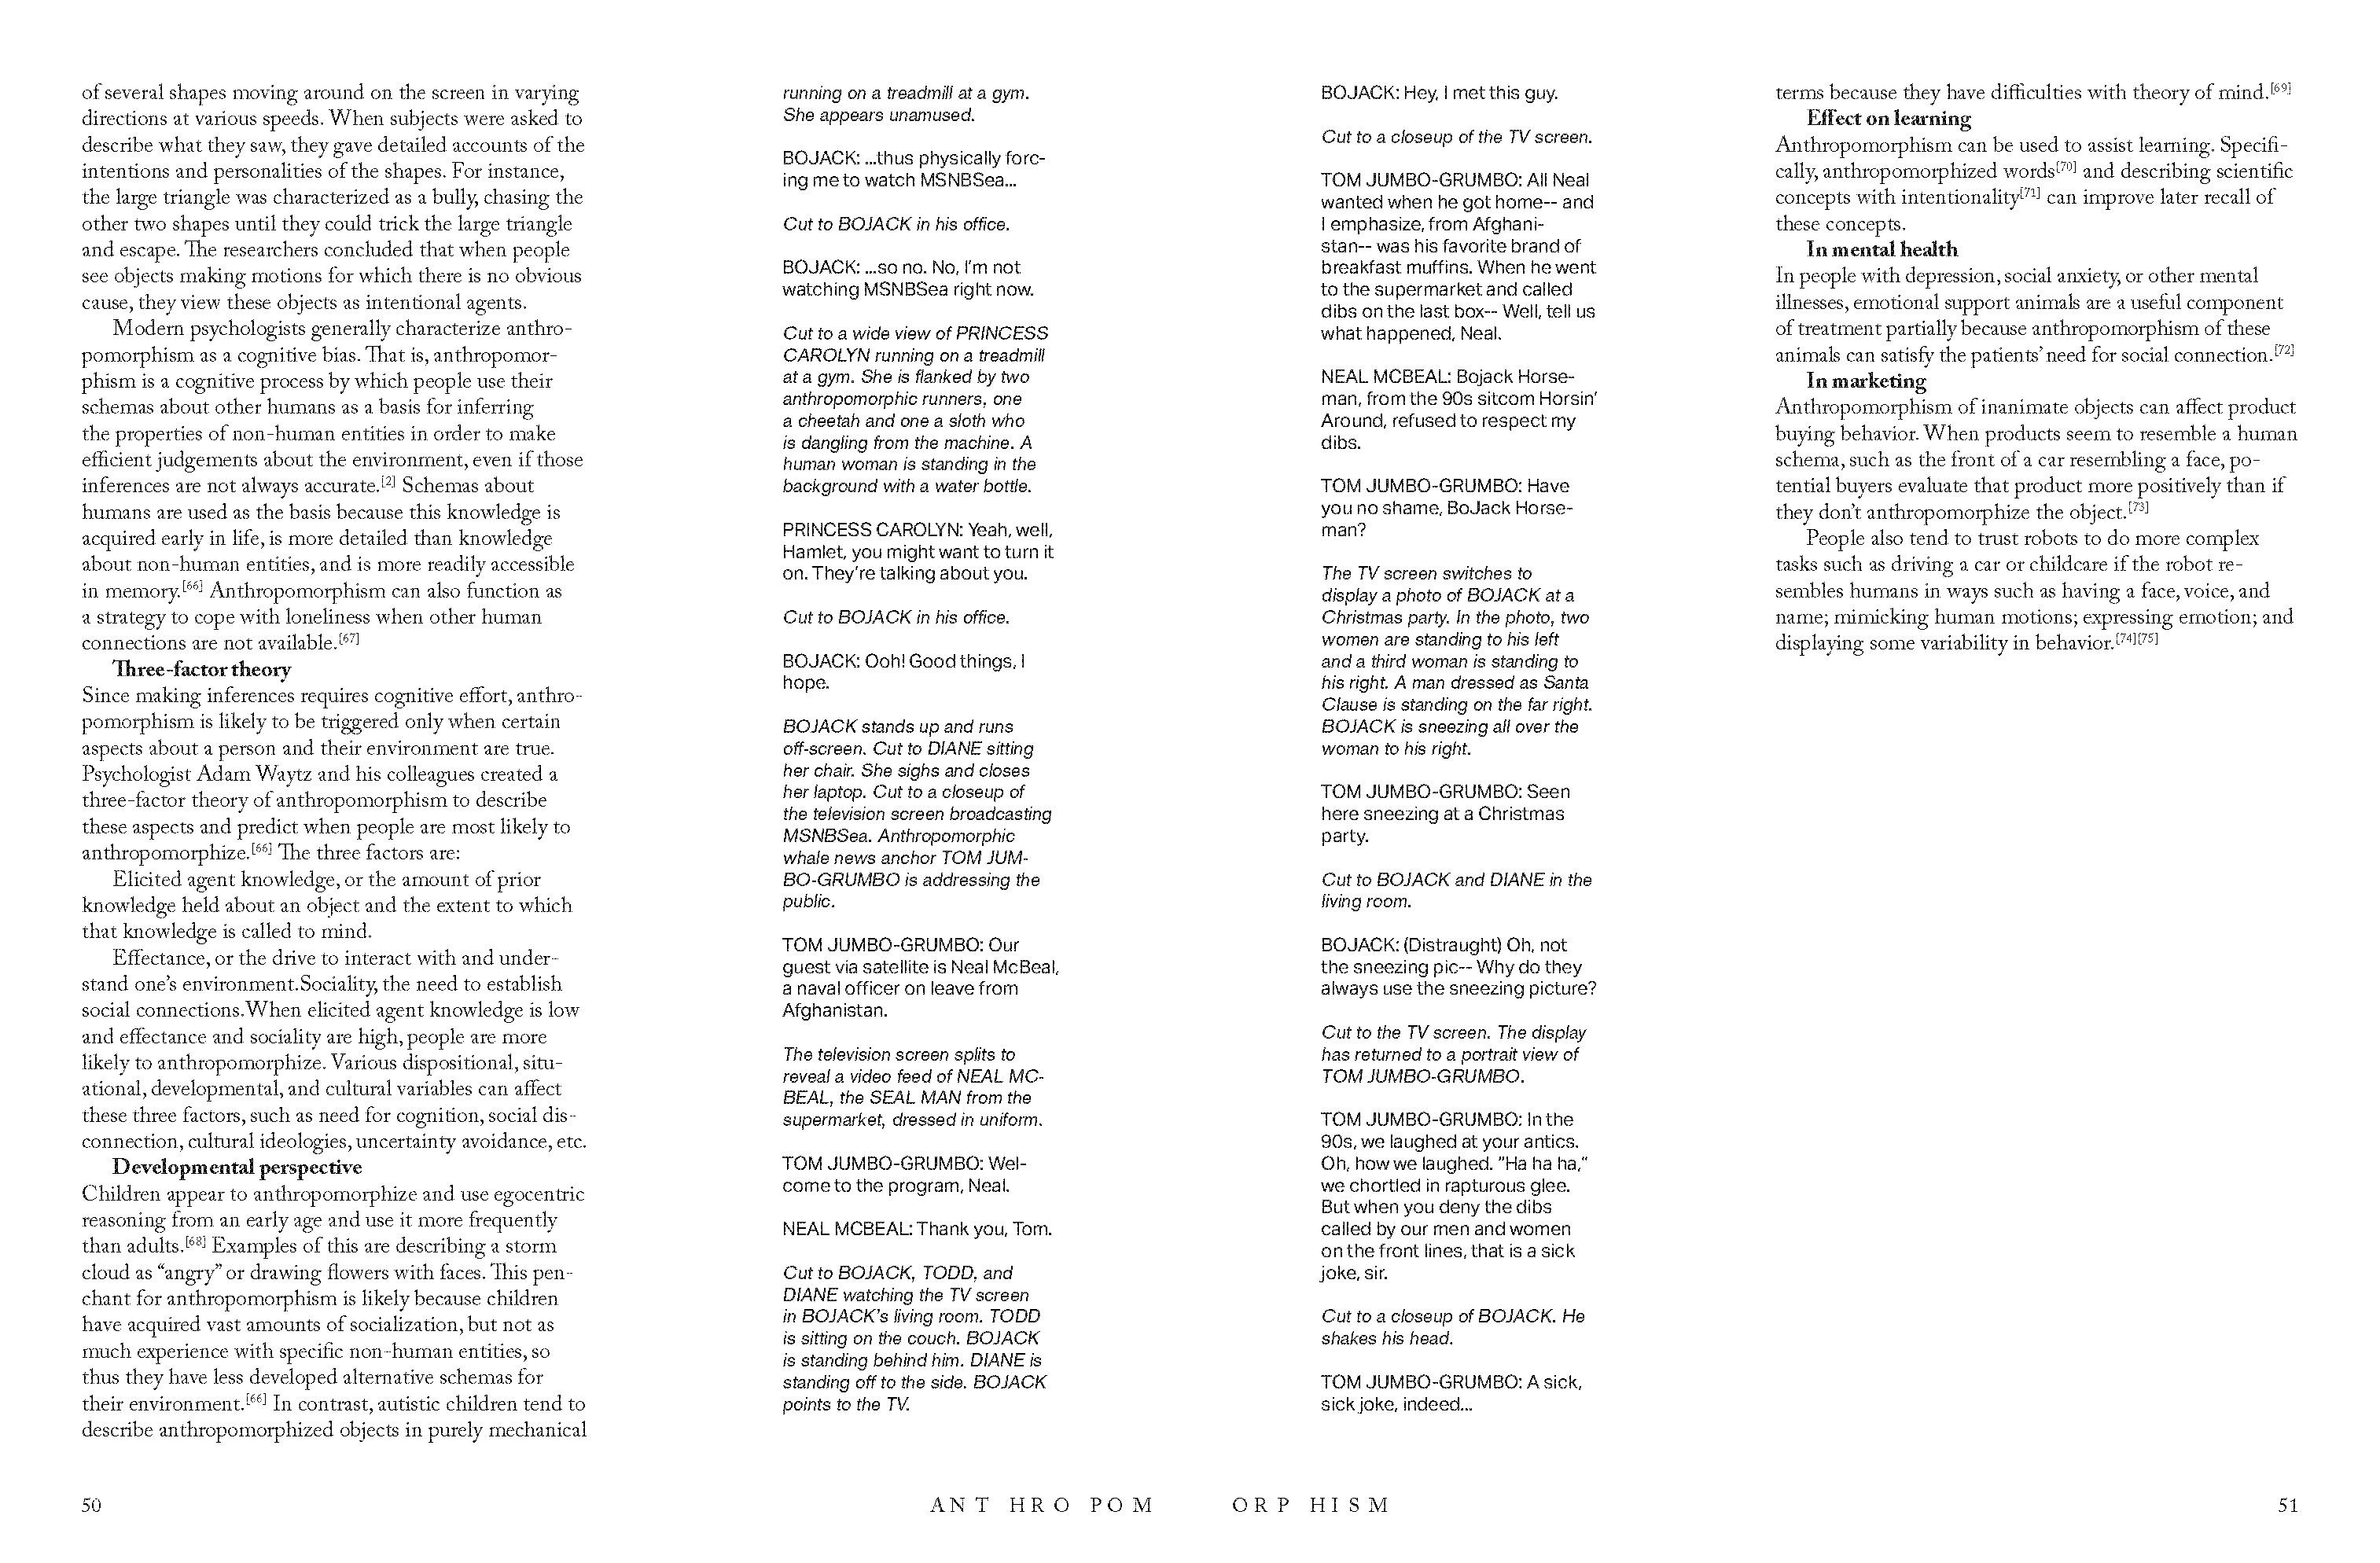 of several shapes moving around on the screen in varying
directions at various speeds. When subjects were asked to
describe what they saw, they gave detailed accounts of the
intentions and personalities of the shapes. For instance,
the large triangle was characterized as a bully, chasing the
other two shapes until they could trick the large triangle
and escape. The researchers concluded that when people
see objects making motions for which there is no obvious
cause, they view these objects as intentional agents.
Modern psychologists generally characterize anthro-
pomorphism as a cognitive bias. That is, anthropomor-
phism is a cognitive process by which people use their
schemas about other humans as a basis for inferring
the properties of non-human entities in order to make
efficient judgements about the environment, even if those
inferences are not always accurate.[2] Schemas about
humans are used as the basis because this knowledge is
acquired early in life, is more detailed than knowledge
about non-human entities, and is more readily accessible
in memory.[66] Anthropomorphism can also function as
a strategy to cope with loneliness when other human
connections are not available.[67]
Three-factor theory
Since making inferences requires cognitive effort, anthro-
pomorphism is likely to be triggered only when certain
aspects about a person and their environment are true.
Psychologist Adam Waytz and his colleagues created a
three-factor theory of anthropomorphism to describe
these aspects and predict when people are most likely to
anthropomorphize.[66] The three factors are:
Elicited agent knowledge, or the amount of prior
knowledge held about an object and the extent to which
that knowledge is called to mind.
Effectance, or the drive to interact with and under-
stand one's environment.Sociality, the need to establish
social connections.When elicited agent knowledge is low
and effectance and sociality are high, people are more
likely to anthropomorphize. Various dispositional, situ-
ational, developmental, and cultural variables can affect
these three factors, such as need for cognition, social dis-
connection, cultural ideologies, uncertainty avoidance, etc.
Developmental perspective
Children appear to anthropomorphize and use egocentric
reasoning from an early age and use it more frequently
than adults.[68] Examples of this are describing a storm
cloud as “angry” or drawing flowers with faces. This pen-
chant for anthropomorphism is likely because children
have acquired vast amounts of socialization, but not as
much experience with specific non-human entities, so
thus they have less developed alternative schemas for
their environment.[66] In contrast, autistic children tend to
describe anthropomorphized objects in purely mechanical
running on a treadmill at a gym.
She appears unamused.
BOJACK: ...thus physically forc-
ing me to watch MSNBSea...
Cut to BOJACK in his office.
BOJACK: ...so no. No, I'm not
watching MSNBSea right now.
Cut to a wide view of PRINCESS
CAROLYN running on a treadmill
at a gym. She is flanked by two
anthropomorphic runners, one
a cheetah and one a sloth who
is dangling from the machine. A
human woman is standing in the
background with a water bottle.
PRINCESS CAROLYN: Yeah, well,
Hamlet, you might want to turn it
on. They're talking about you.
Cut to BOJACK in his office.
BOJACK: Ooh! Good things, I
hope.
BOJACK stands up and runs
off-screen. Cut to DIANE sitting
her chair. She sighs and closes
her laptop. Cut to a closeup of
the television screen broadcasting
MSNBSea. Anthropomorphic
whale news anchor TOM JUM-
BO-GRUMBO is addressing the
public.
TOM JUMBO-GRUMBO: Our
guest via satellite is Neal McBeal,
a naval officer on leave from
Afghanistan.
The television screen splits to
reveal a video feed of NEAL MC-
BEAL, the SEAL MAN from the
supermarket, dressed in uniform.
TOM JUMBO-GRUMBO: Wel-
come to the program, Neal.
NEAL MCBEAL: Thank you, Tom.
Cut to BOJACK, TODD, and
DIANE watching the TV screen
in BOJACK's living room. TODD
is sitting on the couch. BOJACK
is standing behind him. DIANE is
standing off to the side. BOJACK
points to the TV.
BOJACK: Hey, I met this guy.
Cut to a closeup of the TV screen.
TOM JUMBO-GRUMBO: All Neal
wanted when he got home-- and
I emphasize, from Afghani-
stan-- was his favorite brand of
breakfast muffins. When he went
to the supermarket and called
dibs on the last box-- Well, tell us
what happened, Neal.
NEAL MCBEAL: Bojack Horse-
man, from the 90s sitcom Horsin'
Around, refused to respect my
dibs.
TOM JUMBO-GRUMBO: Have
you no shame, BoJack Horse-
man?
The TV screen switches to
display a photo of BOJACK at a
Christmas party. In the photo, two
women are standing to his left
and a third woman is standing to
his right. A man dressed as Santa
Clause is standing on the far right.
BOJACK is sneezing all over the
woman to his right.
TOM JUMBO-GRUMBO: Seen
here sneezing at a Christmas
party.
Cut to BOJACK and DIANE in the
living room.
BOJACK: (Distraught) Oh, not
the sneezing pic-- Why do they
always use the sneezing picture?
Cut to the TV screen. The display
has returned to a portrait view of
TOM JUMBO-GRUMBO.
TOM JUMBO-GRUMBO: In the
90s, we laughed at your antics.
Oh, how we laughed. "Ha ha ha,"
we chortled in rapturous glee.
But when you deny the dibs
called by our men and women
on the front lines, that is a sick
joke, sir.
Cut to a closeup of BOJACK. He
shakes his head.
TOM JUMBO-GRUMBO: A sick,
sick joke, indeed...
terms because they have difficulties with theory of mind.[69]
Effect on learning
Anthropomorphism can be used to assist learning. Specifi-
cally, anthropomorphized words[70] and describing scientific
concepts with intentionality[71] can improve later recall of
these concepts.
In mental health
In people with depression, social anxiety, or other mental
illnesses, emotional support animals are a useful component
of treatment partially because anthropomorphism of these
animals can satisfy the patients' need for social connection.[72]
In marketing
Anthropomorphism of inanimate objects can affect product
buying behavior. When products seem to resemble a human
schema, such as the front of a car resembling a face, po-
tential buyers evaluate that product more positively than if
they don't anthropomorphize the object.[73]
People also tend to trust robots to do more complex
tasks such as driving a car or childcare if the robot re-
sembles humans in ways such as having a face, voice, and
name; mimicking human motions; expressing emotion; and
displaying some variability in behavior.[74][75]
50 ANT HRO POM ORP HISM 51